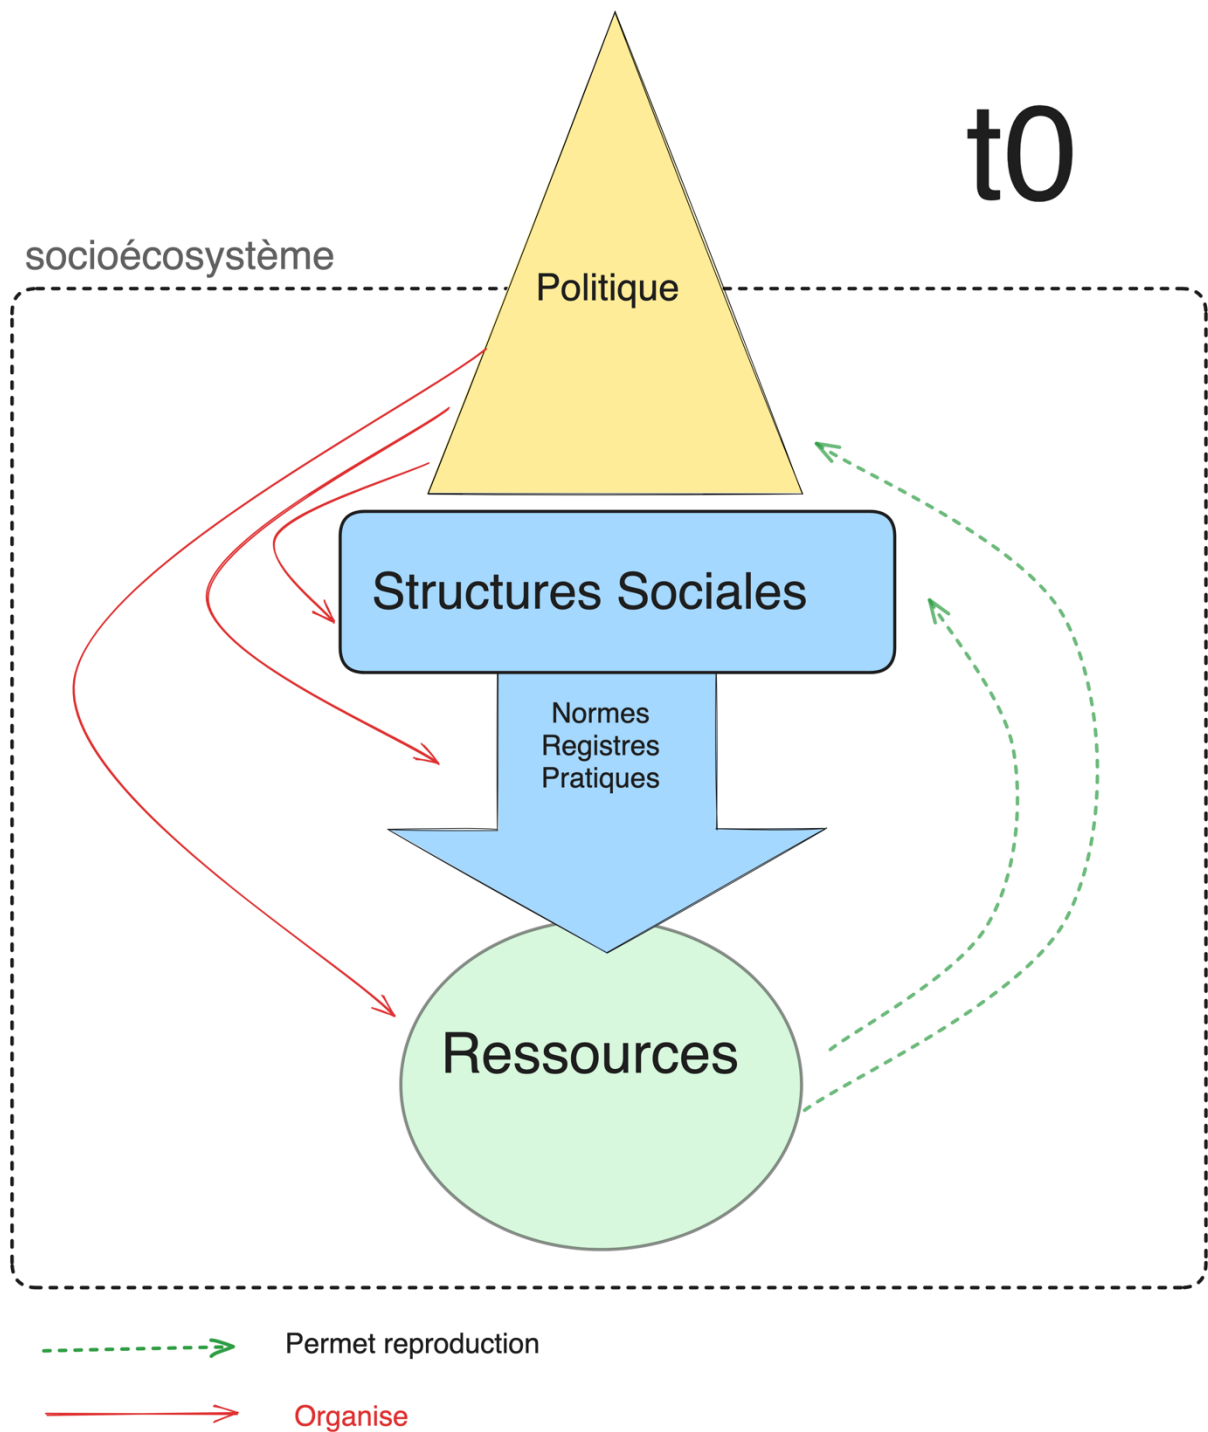 t0
socioécosystème
Politique
Structures Sociales
Normes
Registres
Pratiques
Ressources
Permet reproduction
Organise